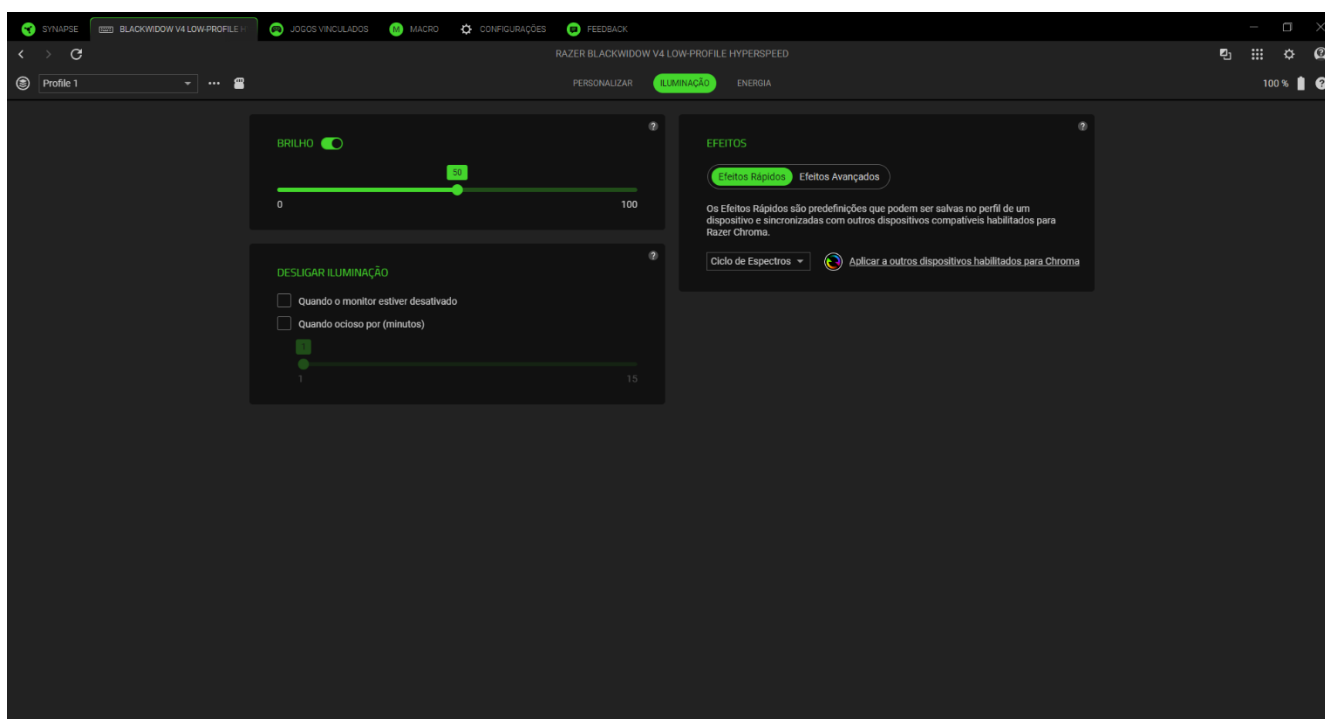 SYNAPSE
BLACKWIDOW V4 LOW-PROFILE H
JOGOS VINCULADOS
M
MACRO
CONFIGURAÇÕES
FEEDBACK
RAZER BLACKWIDOW V4 LOW-PROFILE HYPERSPEED
Profile 1
PERSONALIZAR
ILUMINAÇÃO
ENERGIA
100 %
BRILHO
50
0
100
DESLIGAR ILUMINAÇÃO
Quando o monitor estiver desativado
Quando ocioso por (minutos)
1
1
15
EFEITOS
Efeitos Rápidos
Efeitos Avançados
Os Efeitos Rápidos são predefinições que podem ser salvas no perfil de um
dispositivo e sincronizadas com outros dispositivos compatíveis habilitados para
Razer Chroma.
Ciclo de Espectros
Aplicar a outros dispositivos habilitados para Chroma